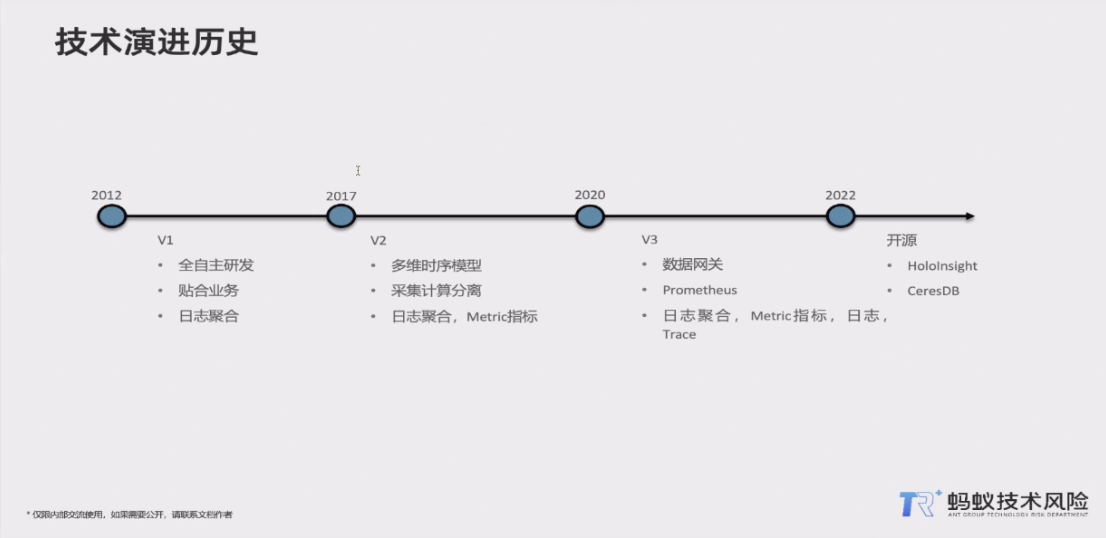 技术演进历史
2012
2017
2020
2022
V1
• 全自主研发
• 贴合业务
• 日志聚合
V2
• 多维时序模型
• 采集计算分离
• 日志聚合，Metric指标
V3
• 数据网关
• Prometheus
• 日志聚合，Metric指标，日志，
Trace
开源
• HoloInsight
• CeresDB
* 仅限内部交流使用，如果需要公开，请联系文档作者
TR+ 蚂蚁技术风险
ANT GROUP TECHNOLOGY RISK DEPARTMENT